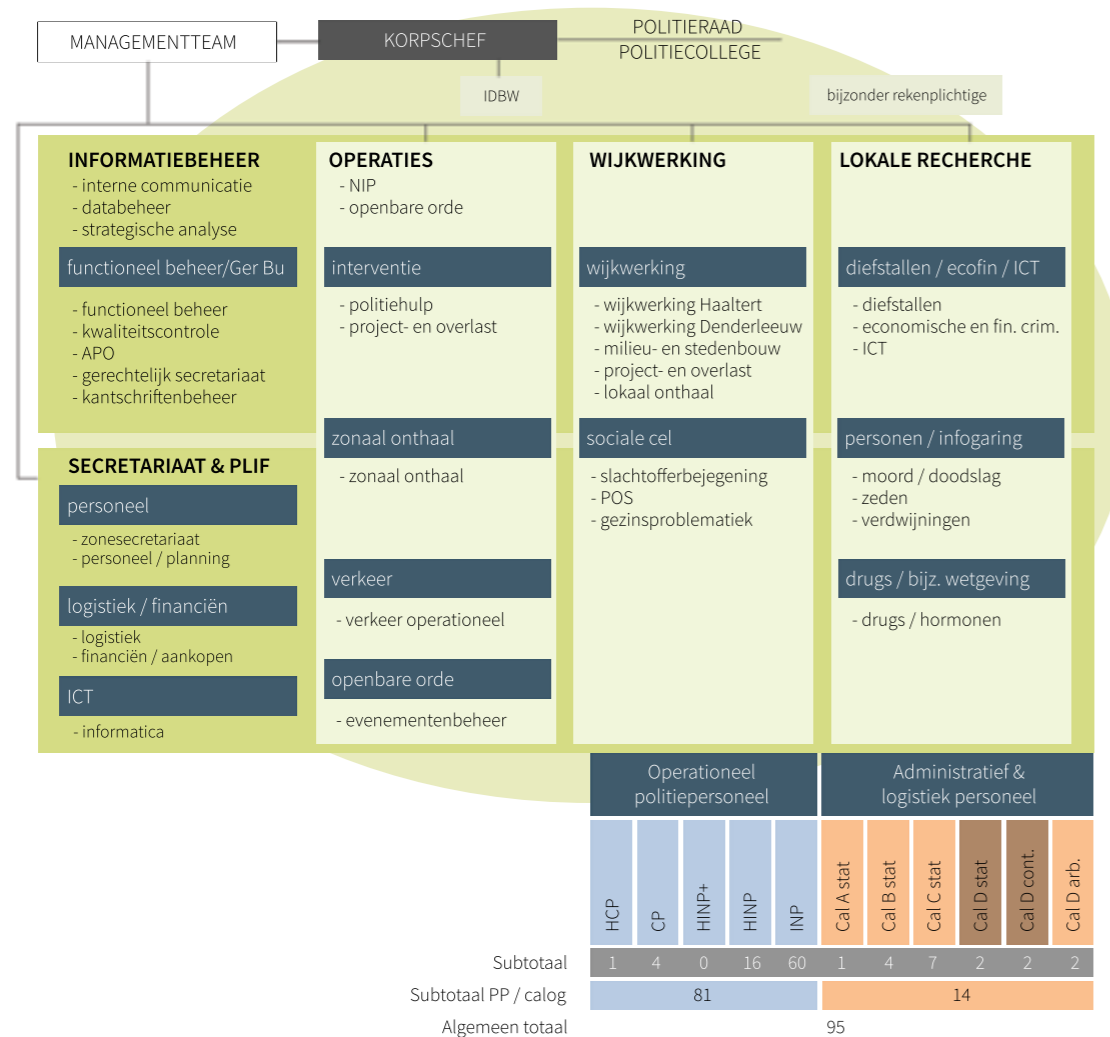 MANAGEMENTTEAM
KORPSCHEF
POLITIERAAD
POLITIECOLLEGE
IDBW
bijzonder rekenplichtige
INFORMATIEBEHEER
- interne communicatie
- databeheer
- strategische analyse
functioneel beheer/Ger Bu
- functioneel beheer
- kwaliteitscontrole
- APO
- gerechtelijk secretariaat
- kantschriftenbeheer
SECRETARIAAT & PLIF
personeel
- zonesecretariaat
- personeel / planning
logistiek / financiën
- logistiek
- financiën / aankopen
ICT
- informatica
OPERATIES
- NIP
- openbare orde
interventie
- politiehulp
- project- en overlast
zonaal onthaal
- zonaal onthaal
verkeer
- verkeer operationeel
openbare orde
- evenementenbeheer
WIJKWERKING
wijkwerking
- wijkwerking Haaltert
- wijkwerking Denderleeuw
- milieu- en stedenbouw
- project- en overlast
- lokaal onthaal
sociale cel
- slachtofferbejegening
- POS
- gezinsproblematiek
LOKALE RECHERCHE
diefstallen / ecofin / ICT
- diefstallen
- economische en fin. crim.
- ICT
personen / infogaring
- moord / doodslag
- zeden
- verdwijningen
drugs / bijz. wetgeving
- drugs / hormonen
Operationeel
politiepersoneel
Administratief &
logistiek personeel
HCP
CP
HINP+
HINP
INP
Cal A stat
Cal B stat
Cal C stat
Cal D stat
Cal D cont.
Cal D arb.
Subtotaal 1 4 0 16 60 1 4 7 2 2 2
Subtotaal PP / calog 81 14
Algemeen totaal 95